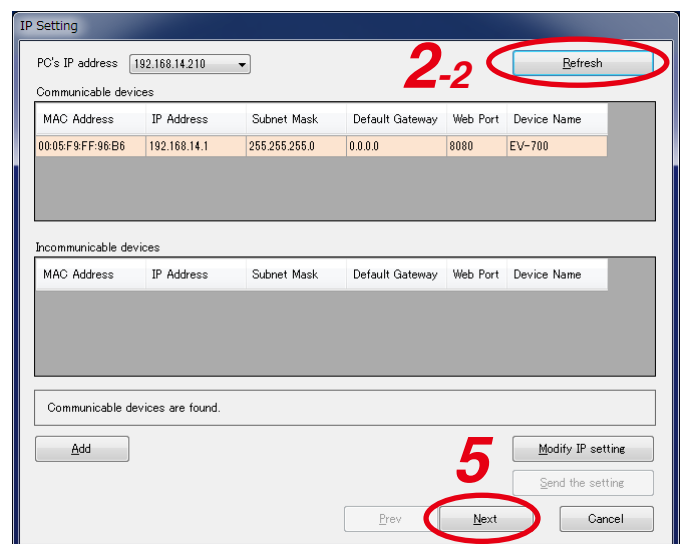 IP Setting
PC's IP address 192.168.14.210 2-2 Refresh
Communicable devices
MAC Address IP Address Subnet Mask Default Gateway Web Port Device Name
00:05:F9:FF:96:B6 192.168.14.1 255.255.255.0 0.0.0.0 8080 EV-700
Incommunicable devices
MAC Address IP Address Subnet Mask Default Gateway Web Port Device Name
Communicable devices are found.
Add 5 Modify IP setting
Send the setting
Prev Next Cancel